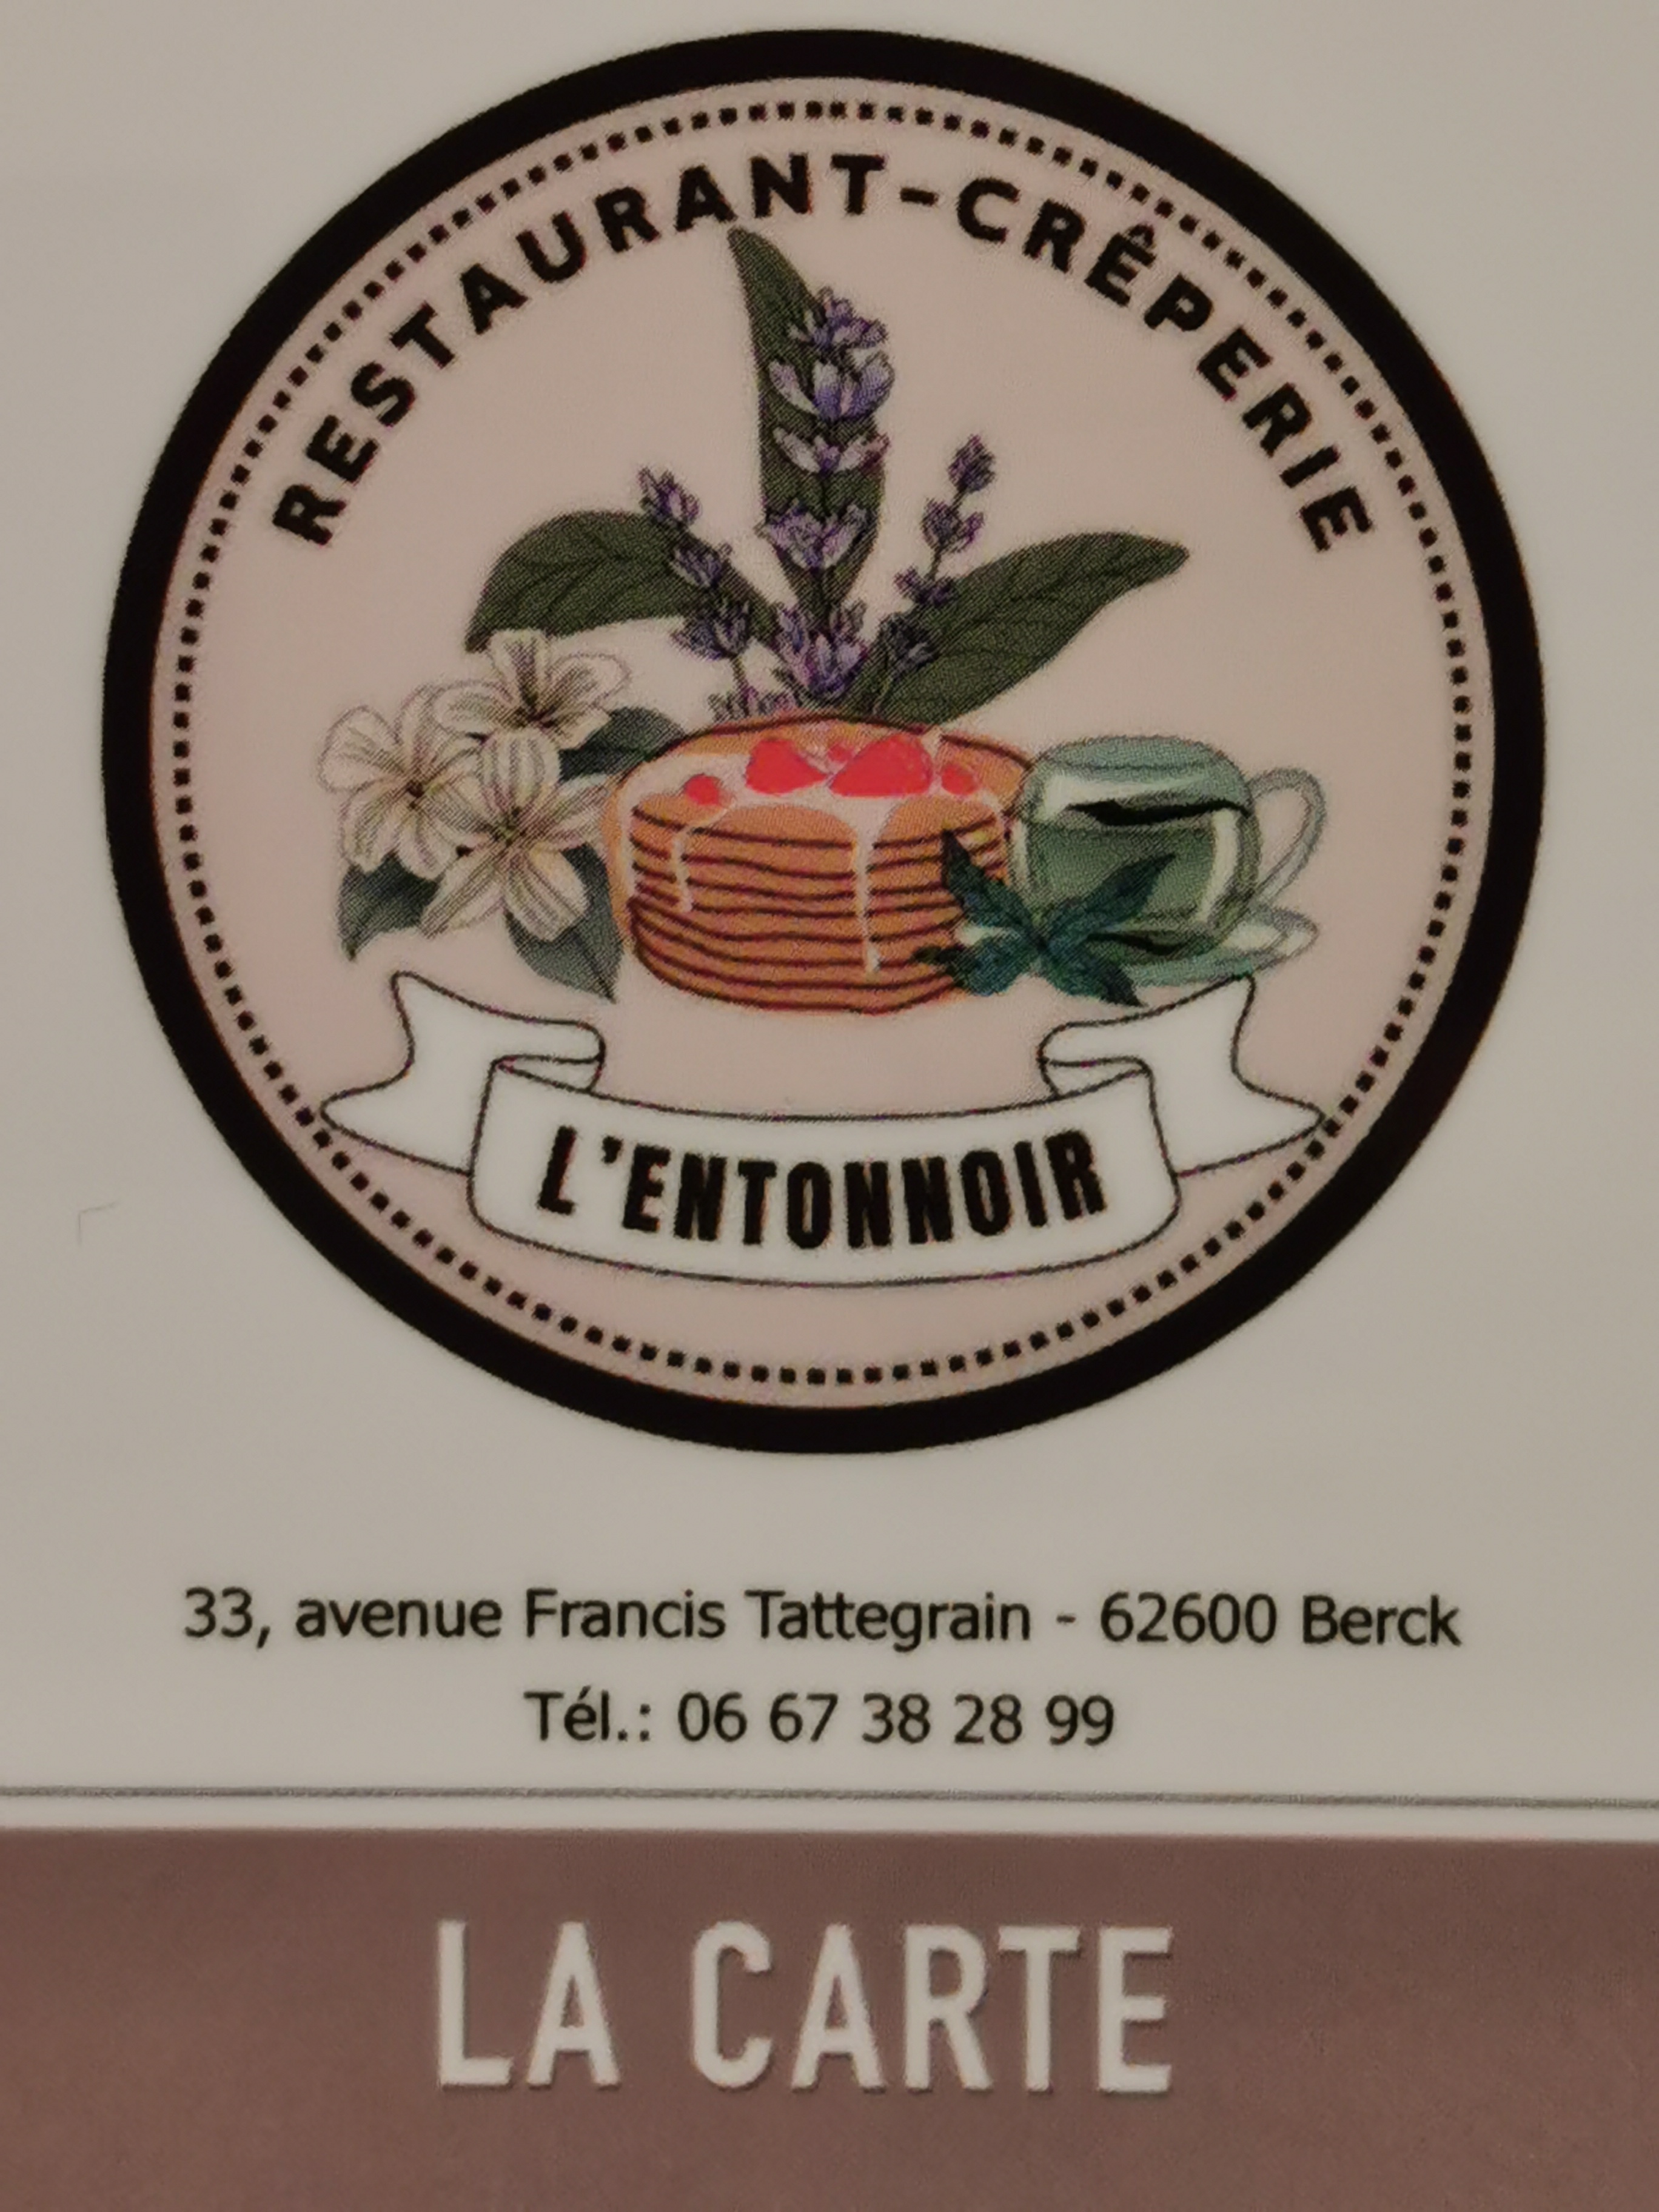 RESTAURANT-CRÊPERIE
L'ENTONNOIR
33, avenue Francis Tattegrain - 62600 Berck
Tél.: 06 67 38 28 99
LA CARTE